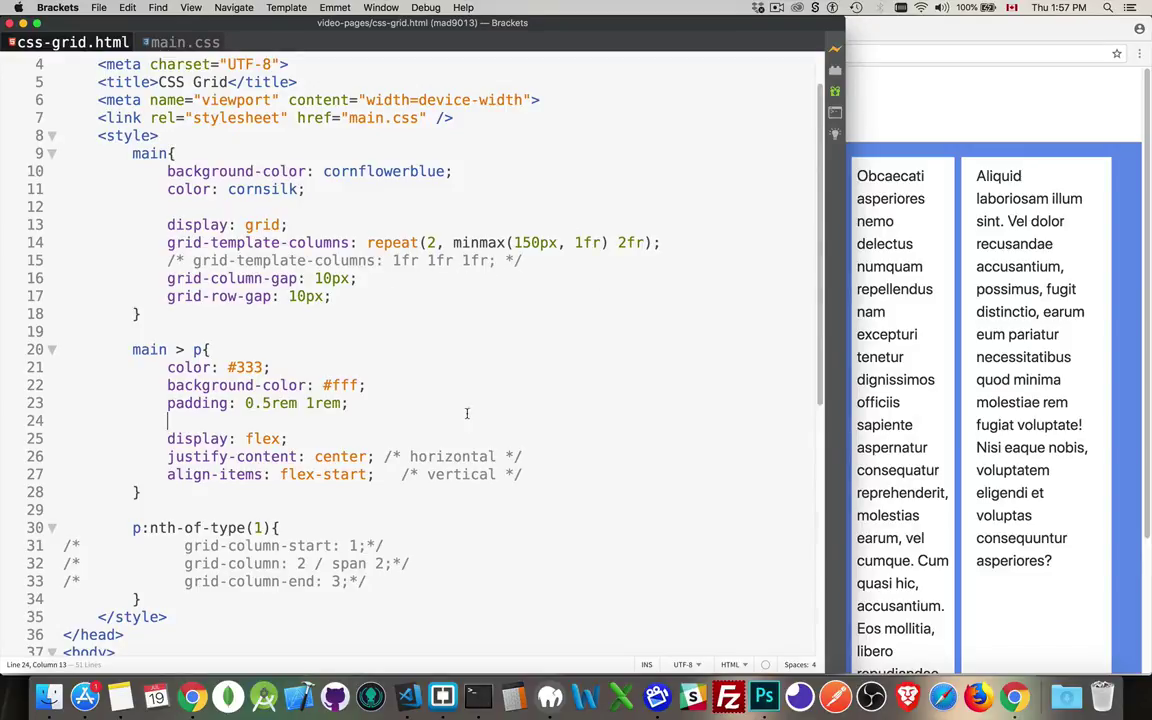 Brackets File Edit Find View Navigate Template Emmet Window Debug Help 100% Thu 1:57 PM
video-pages/css-grid.html (mad9013) — Brackets
css-grid.html main.css
4 <meta charset="UTF-8">
5 <title>CSS Grid</title>
6 <meta name="viewport" content="width=device-width">
7 <link rel="stylesheet" href="main.css" />
8 <style>
9 main{
10 background-color: cornflowerblue;
11 color: cornsilk;
12
13 display: grid;
14 grid-template-columns: repeat(2, minmax(150px, 1fr) 2fr);
15 /* grid-template-columns: 1fr 1fr 1fr; */
16 grid-column-gap: 10px;
17 grid-row-gap: 10px;
18 }
19
20 main > p{
21 color: #333;
22 background-color: #fff;
23 padding: 0.5rem 1rem;
24
25 display: flex;
26 justify-content: center; /* horizontal */
27 align-items: flex-start; /* vertical */
28 }
29
30 p:nth-of-type(1){
31 /* grid-column-start: 1;*/
32 /* grid-column: 2 / span 2;*/
33 /* grid-column-end: 3;*/
34 }
35 </style>
36 </head>
37 <body>
Line 24, Column 13 — 51 Lines
INS UTF-8 HTML Spaces: 4
Obcaecati
asperiores
nemo
delectus
numquam
repellendus
nam
excepturi
tenetur
dignissimos
officiis
sapiente
aspernatur
consequatur
reprehenderit,
molestias
earum, vel
cumque. Cum
quasi hic,
accusantium.
Eos mollitia,
libero
repudiandae
Aliquid
laboriosam illum
sint. Vel dolor
recusandae
accusantium,
possimus, fugit
distinctio, earum
eum pariatur
necessitatibus
quod minima
molestiae rem
fugiat voluptate!
Nisi eaque nobis,
voluptatem
eligendi et
voluptas
consequuntur
asperiores?
JUL
19